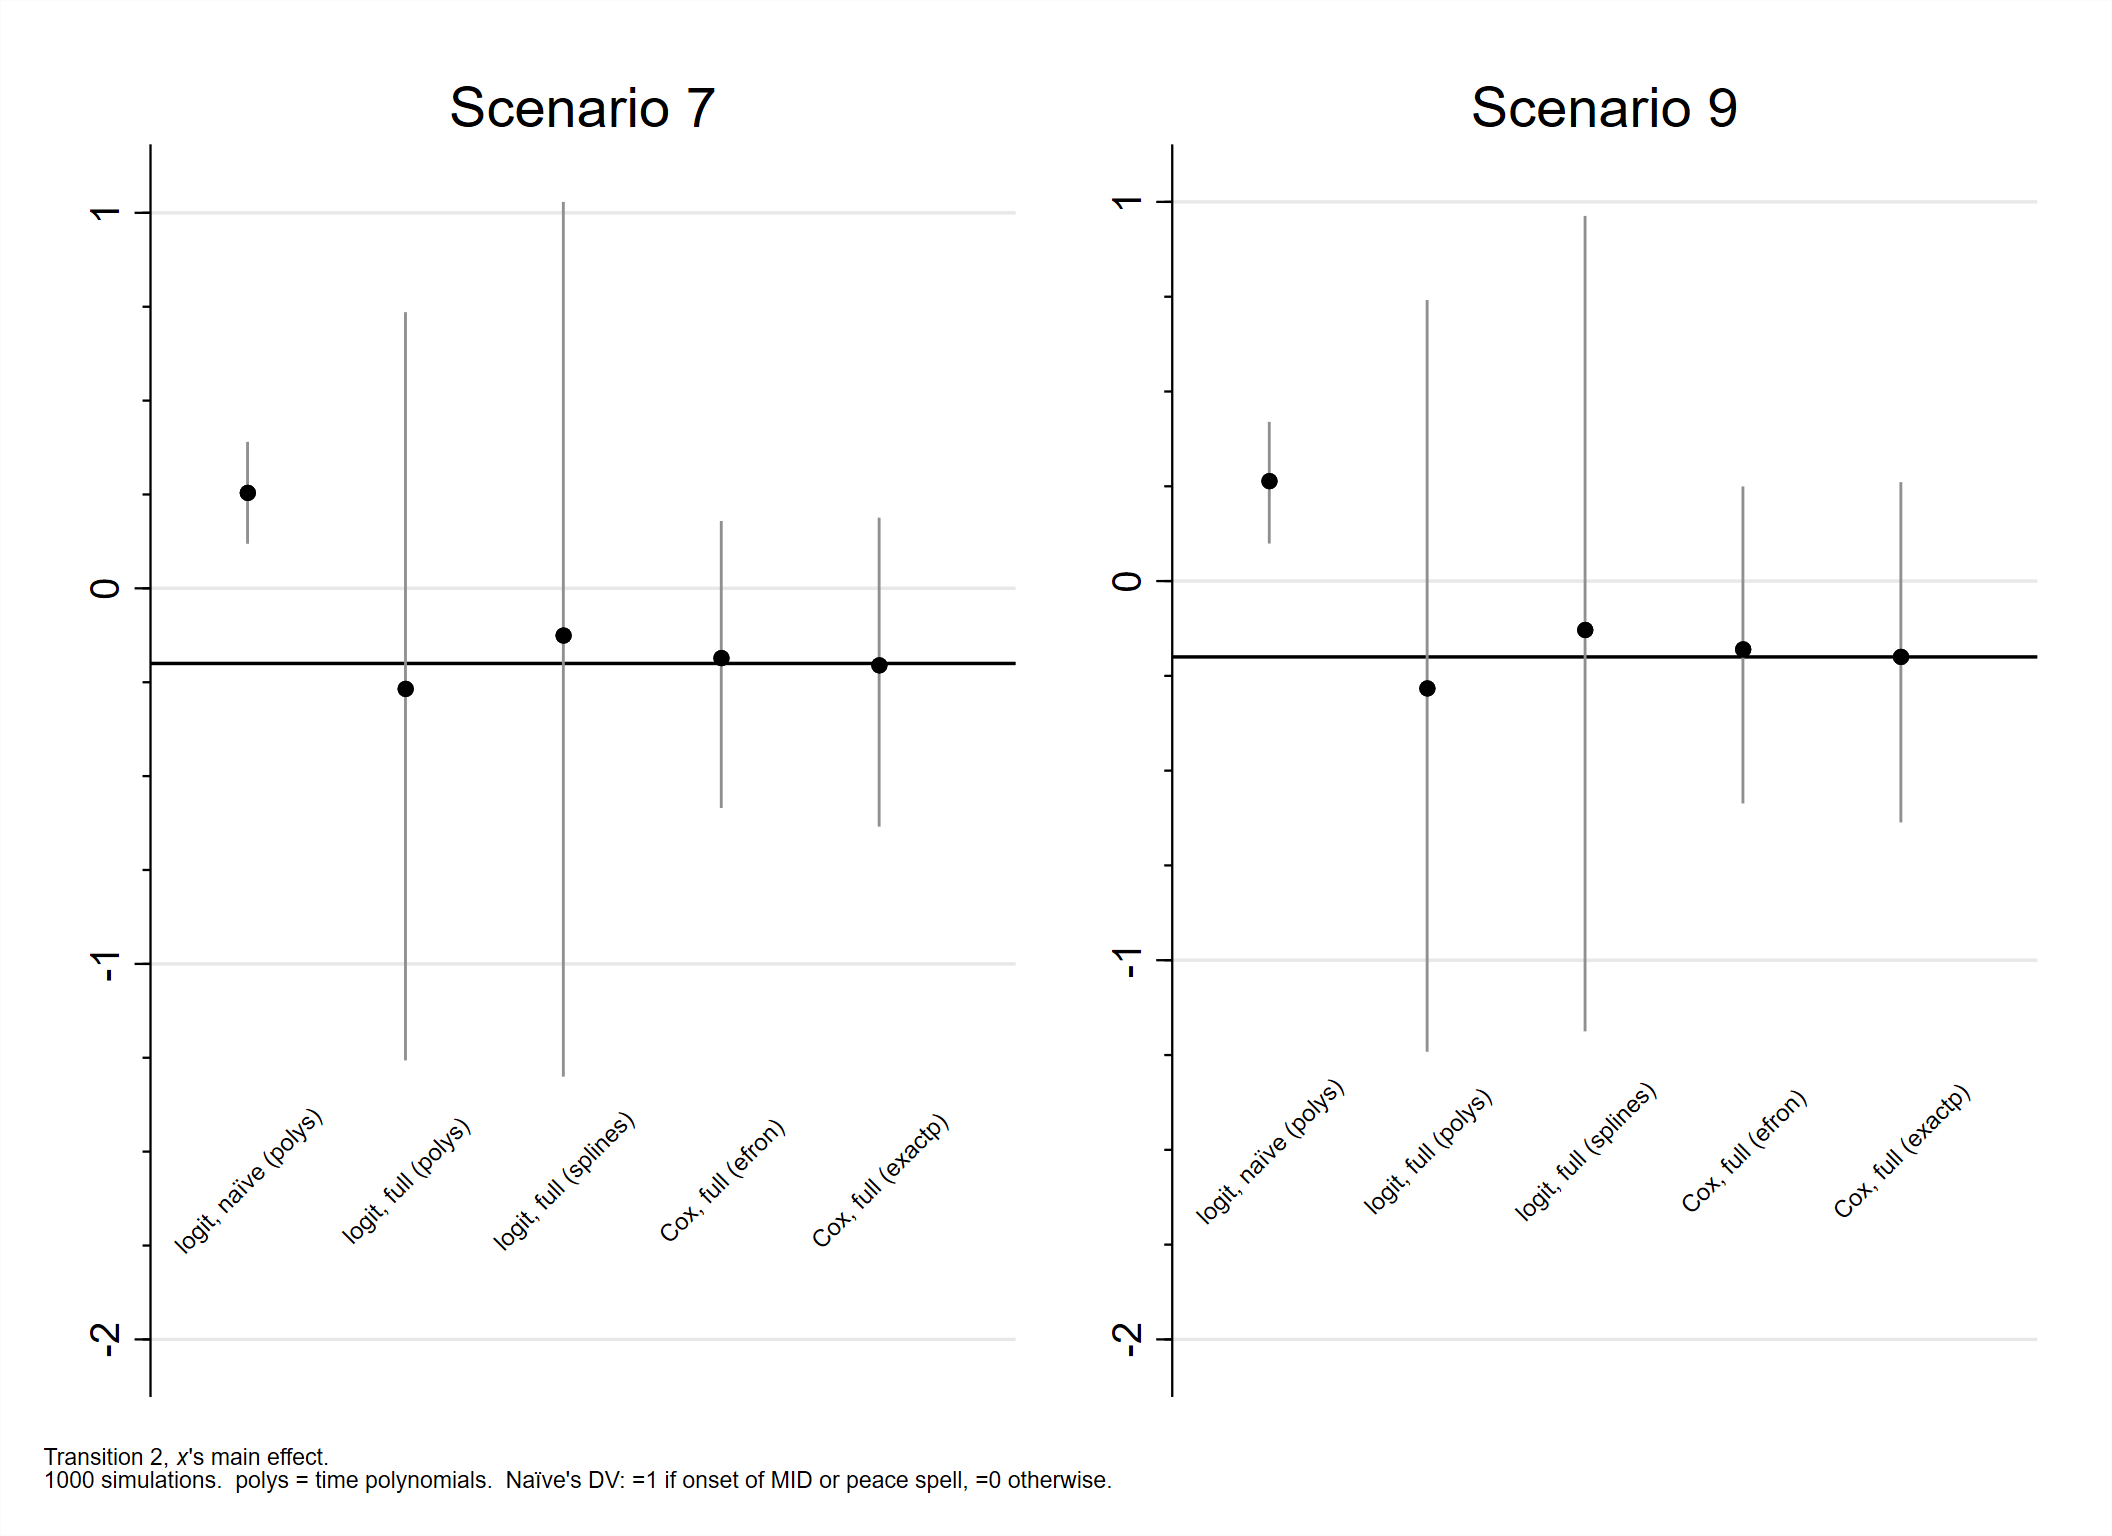 Scenario 7
1
0
-1
-2
logit, naïve (polys)
logit, full (polys)
logit, full (splines)
Cox, full (efron)
Cox, full (exactp)
Scenario 9
1
0
-1
-2
logit, naïve (polys)
logit, full (polys)
logit, full (splines)
Cox, full (efron)
Cox, full (exactp)
Transition 2, x's main effect.
1000 simulations.  polys = time polynomials.  Naïve's DV: =1 if onset of MID or peace spell, =0 otherwise.